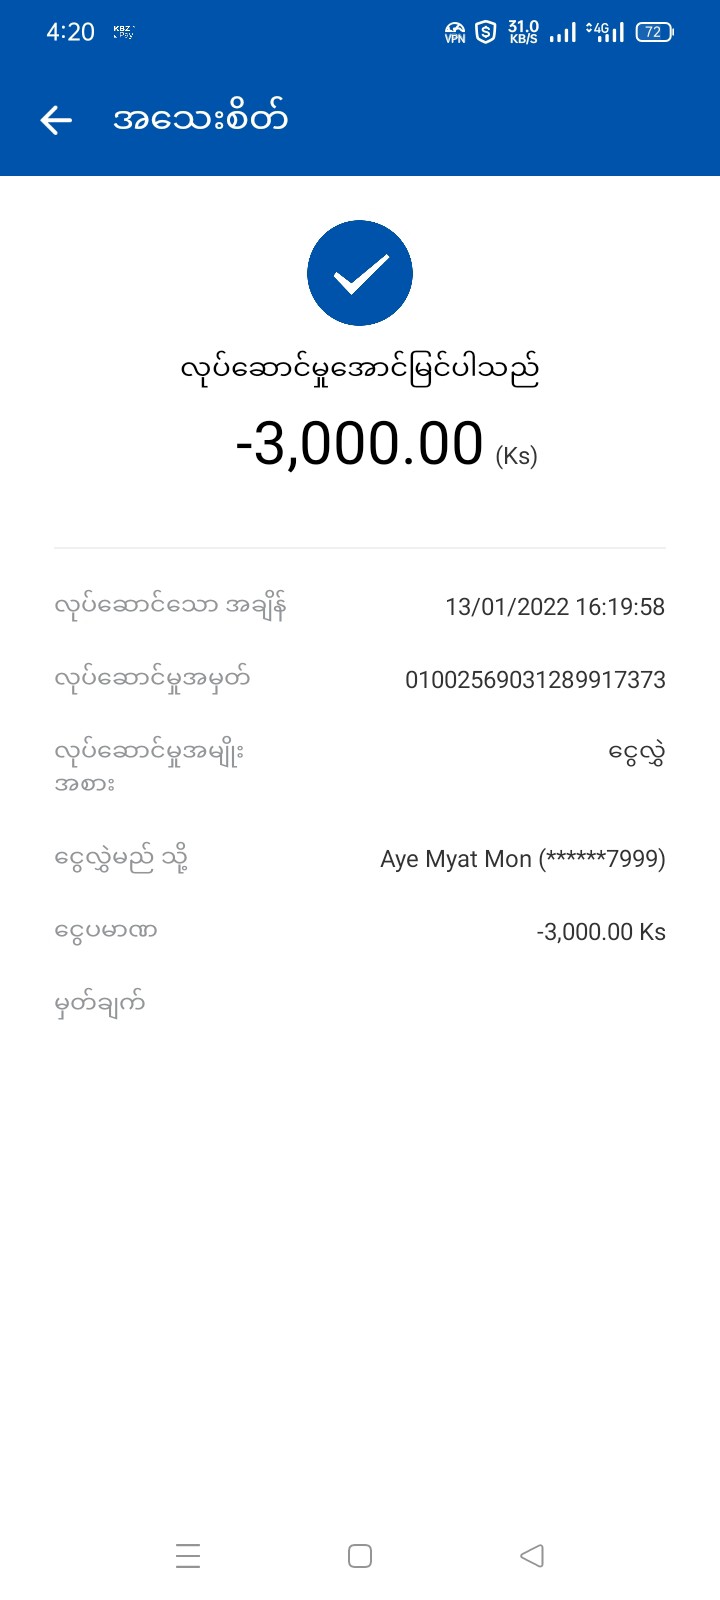 4:20 KBZ Pay VPN 31.0 KB/S 4G 72
အသေးစိတ်
လုပ်ဆောင်မှုအောင်မြင်ပါသည်
-3,000.00 (Ks)
လုပ်ဆောင်သော အချိန် 13/01/2022 16:19:58
လုပ်ဆောင်မှုအမှတ် 01002569031289917373
လုပ်ဆောင်မှုအမျိုး ငွေလွှဲ
အစား
ငွေလွှဲမည် သို့ Aye Myat Mon (******7999)
ငွေပမာဏ -3,000.00 Ks
မှတ်ချက်